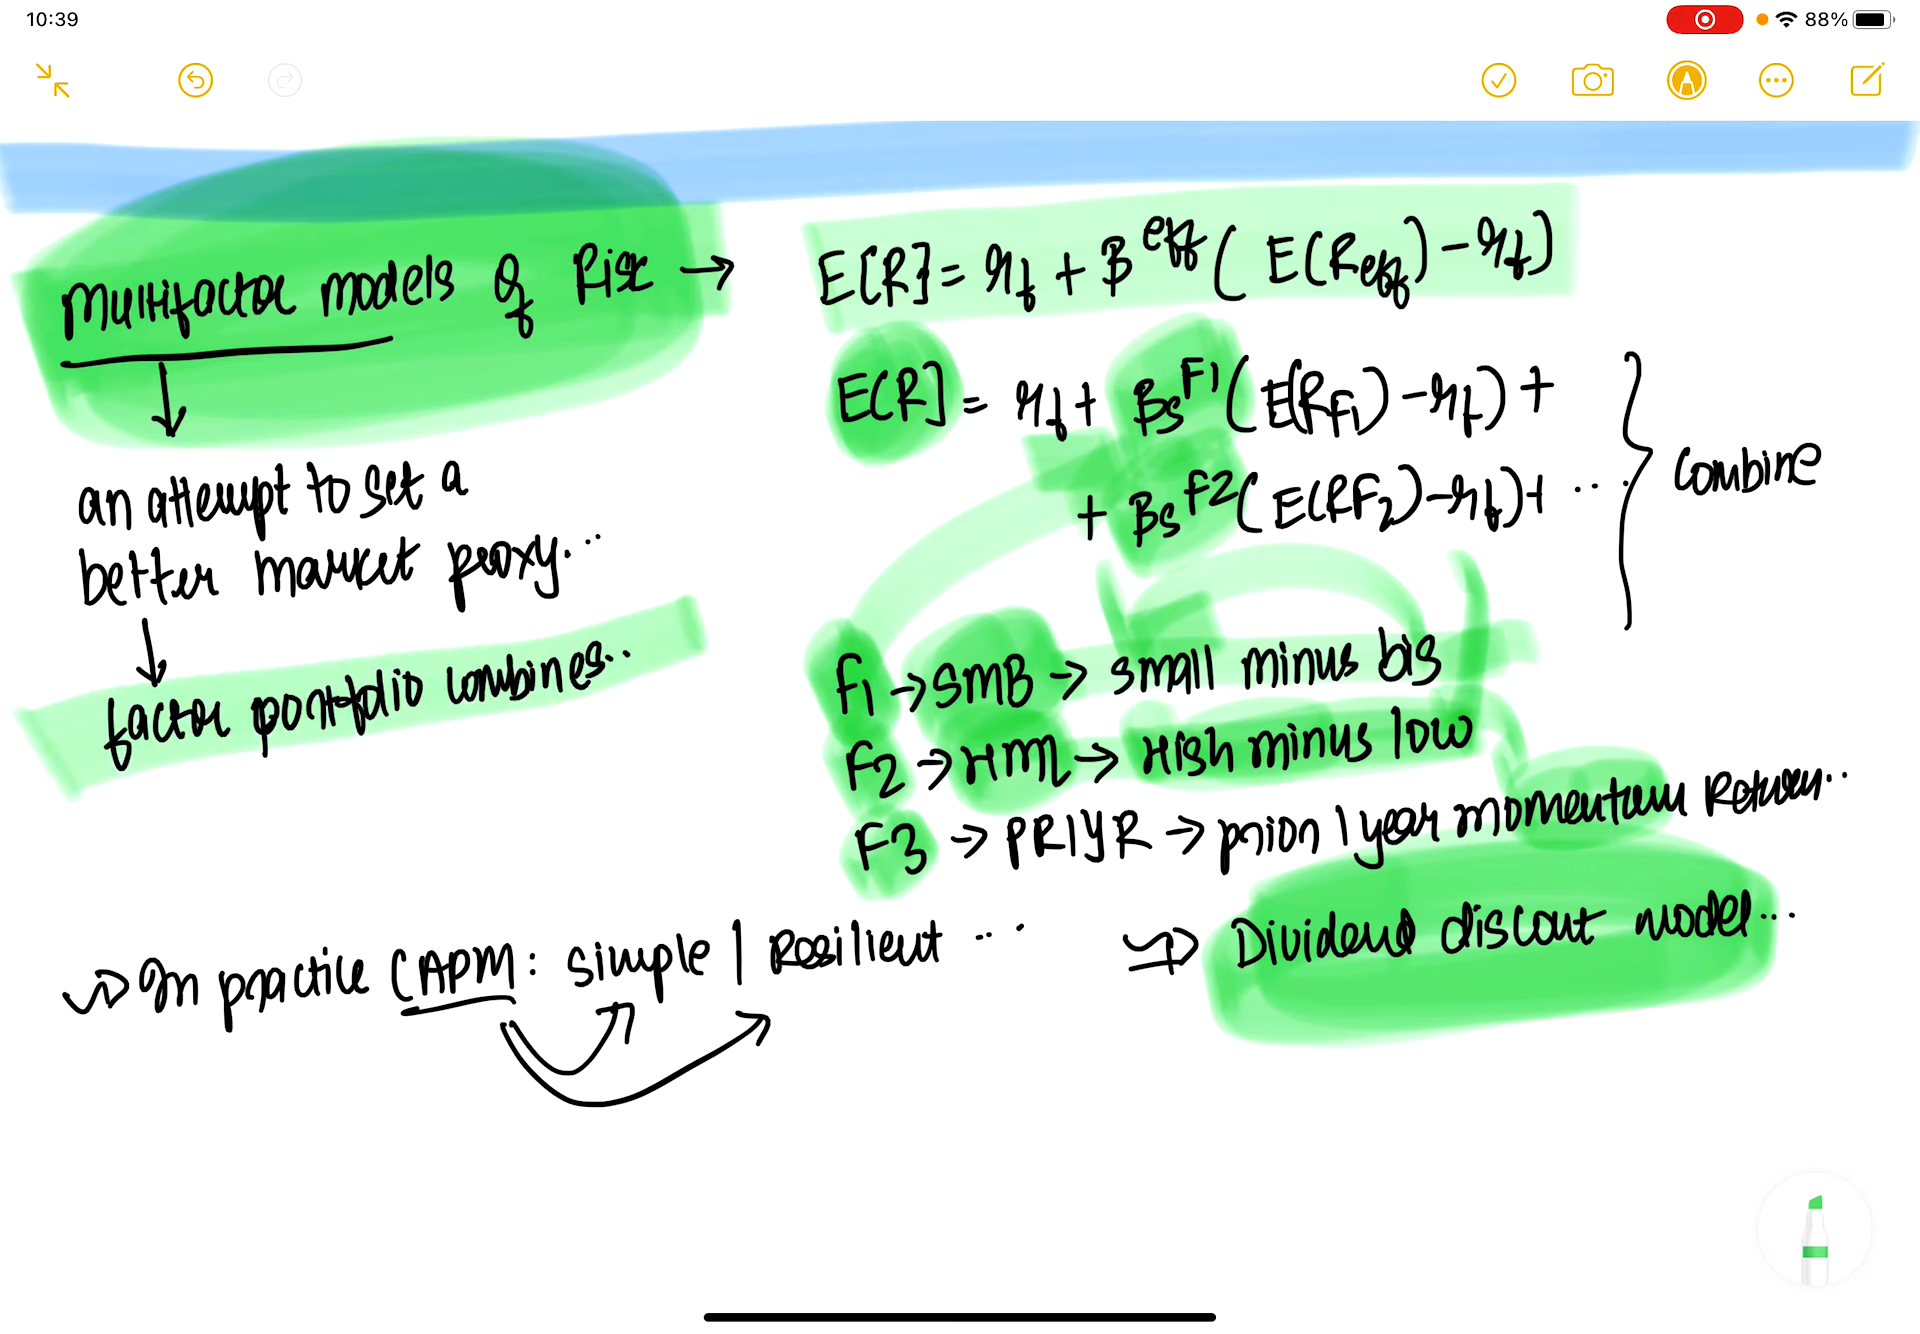 10:39
88%
Multifactor models of Risk → E[R] = rf + β^eff ( E(Reff) − rf)
E[R] = rf + βs^F1 (E(RF1) − rf) +
+ βs^F2 (E(RF2) − rf) + ...
combine
an attempt to set a
better market proxy...
factor portfolio combines..
F1 → SMB → small minus big
F2 → HML → High minus low
F3 → PR1YR → prior 1 year momentum Return..
→ In practice CAPM : simple | Resilient ...
⇒ Dividend discout model...